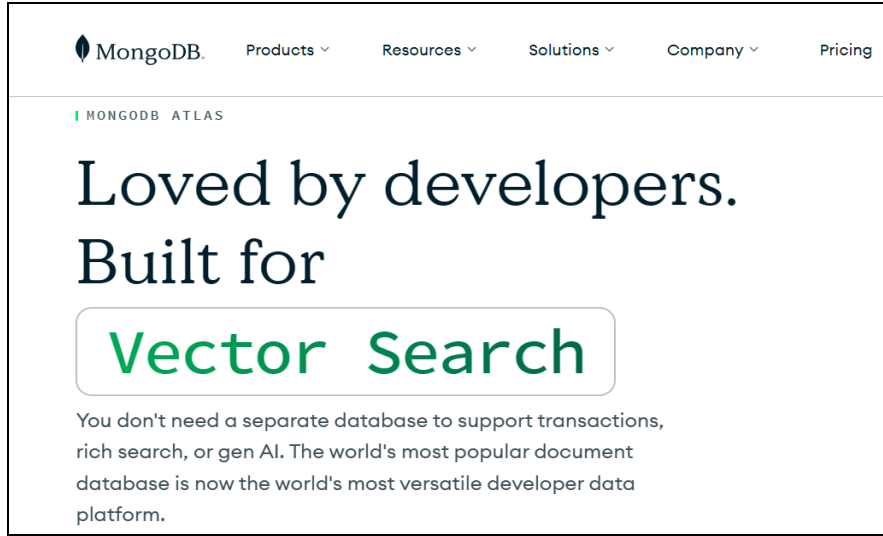 MongoDB.
Products
Resources
Solutions
Company
Pricing
MONGODB ATLAS
Loved by developers.
Built for
Vector Search
You don't need a separate database to support transactions,
rich search, or gen AI. The world's most popular document
database is now the world's most versatile developer data
platform.